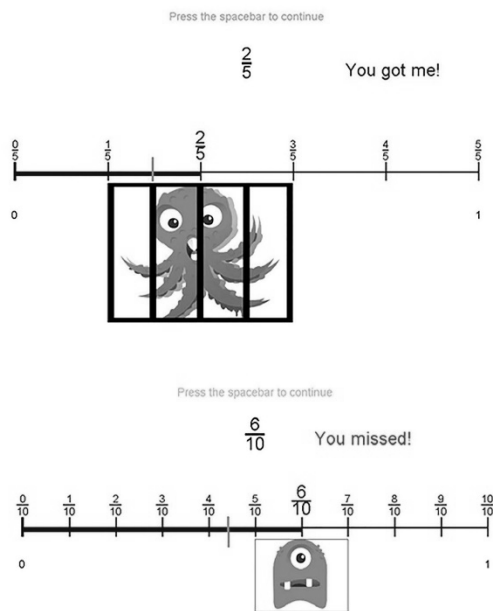 Press the spacebar to continue
2/5 You got me!
0/5 1/5 2/5 3/5 4/5 5/5
0 1
Press the spacebar to continue
6/10 You missed!
0/10 1/10 2/10 3/10 4/10 5/10 6/10 7/10 8/10 9/10 10/10
0 1